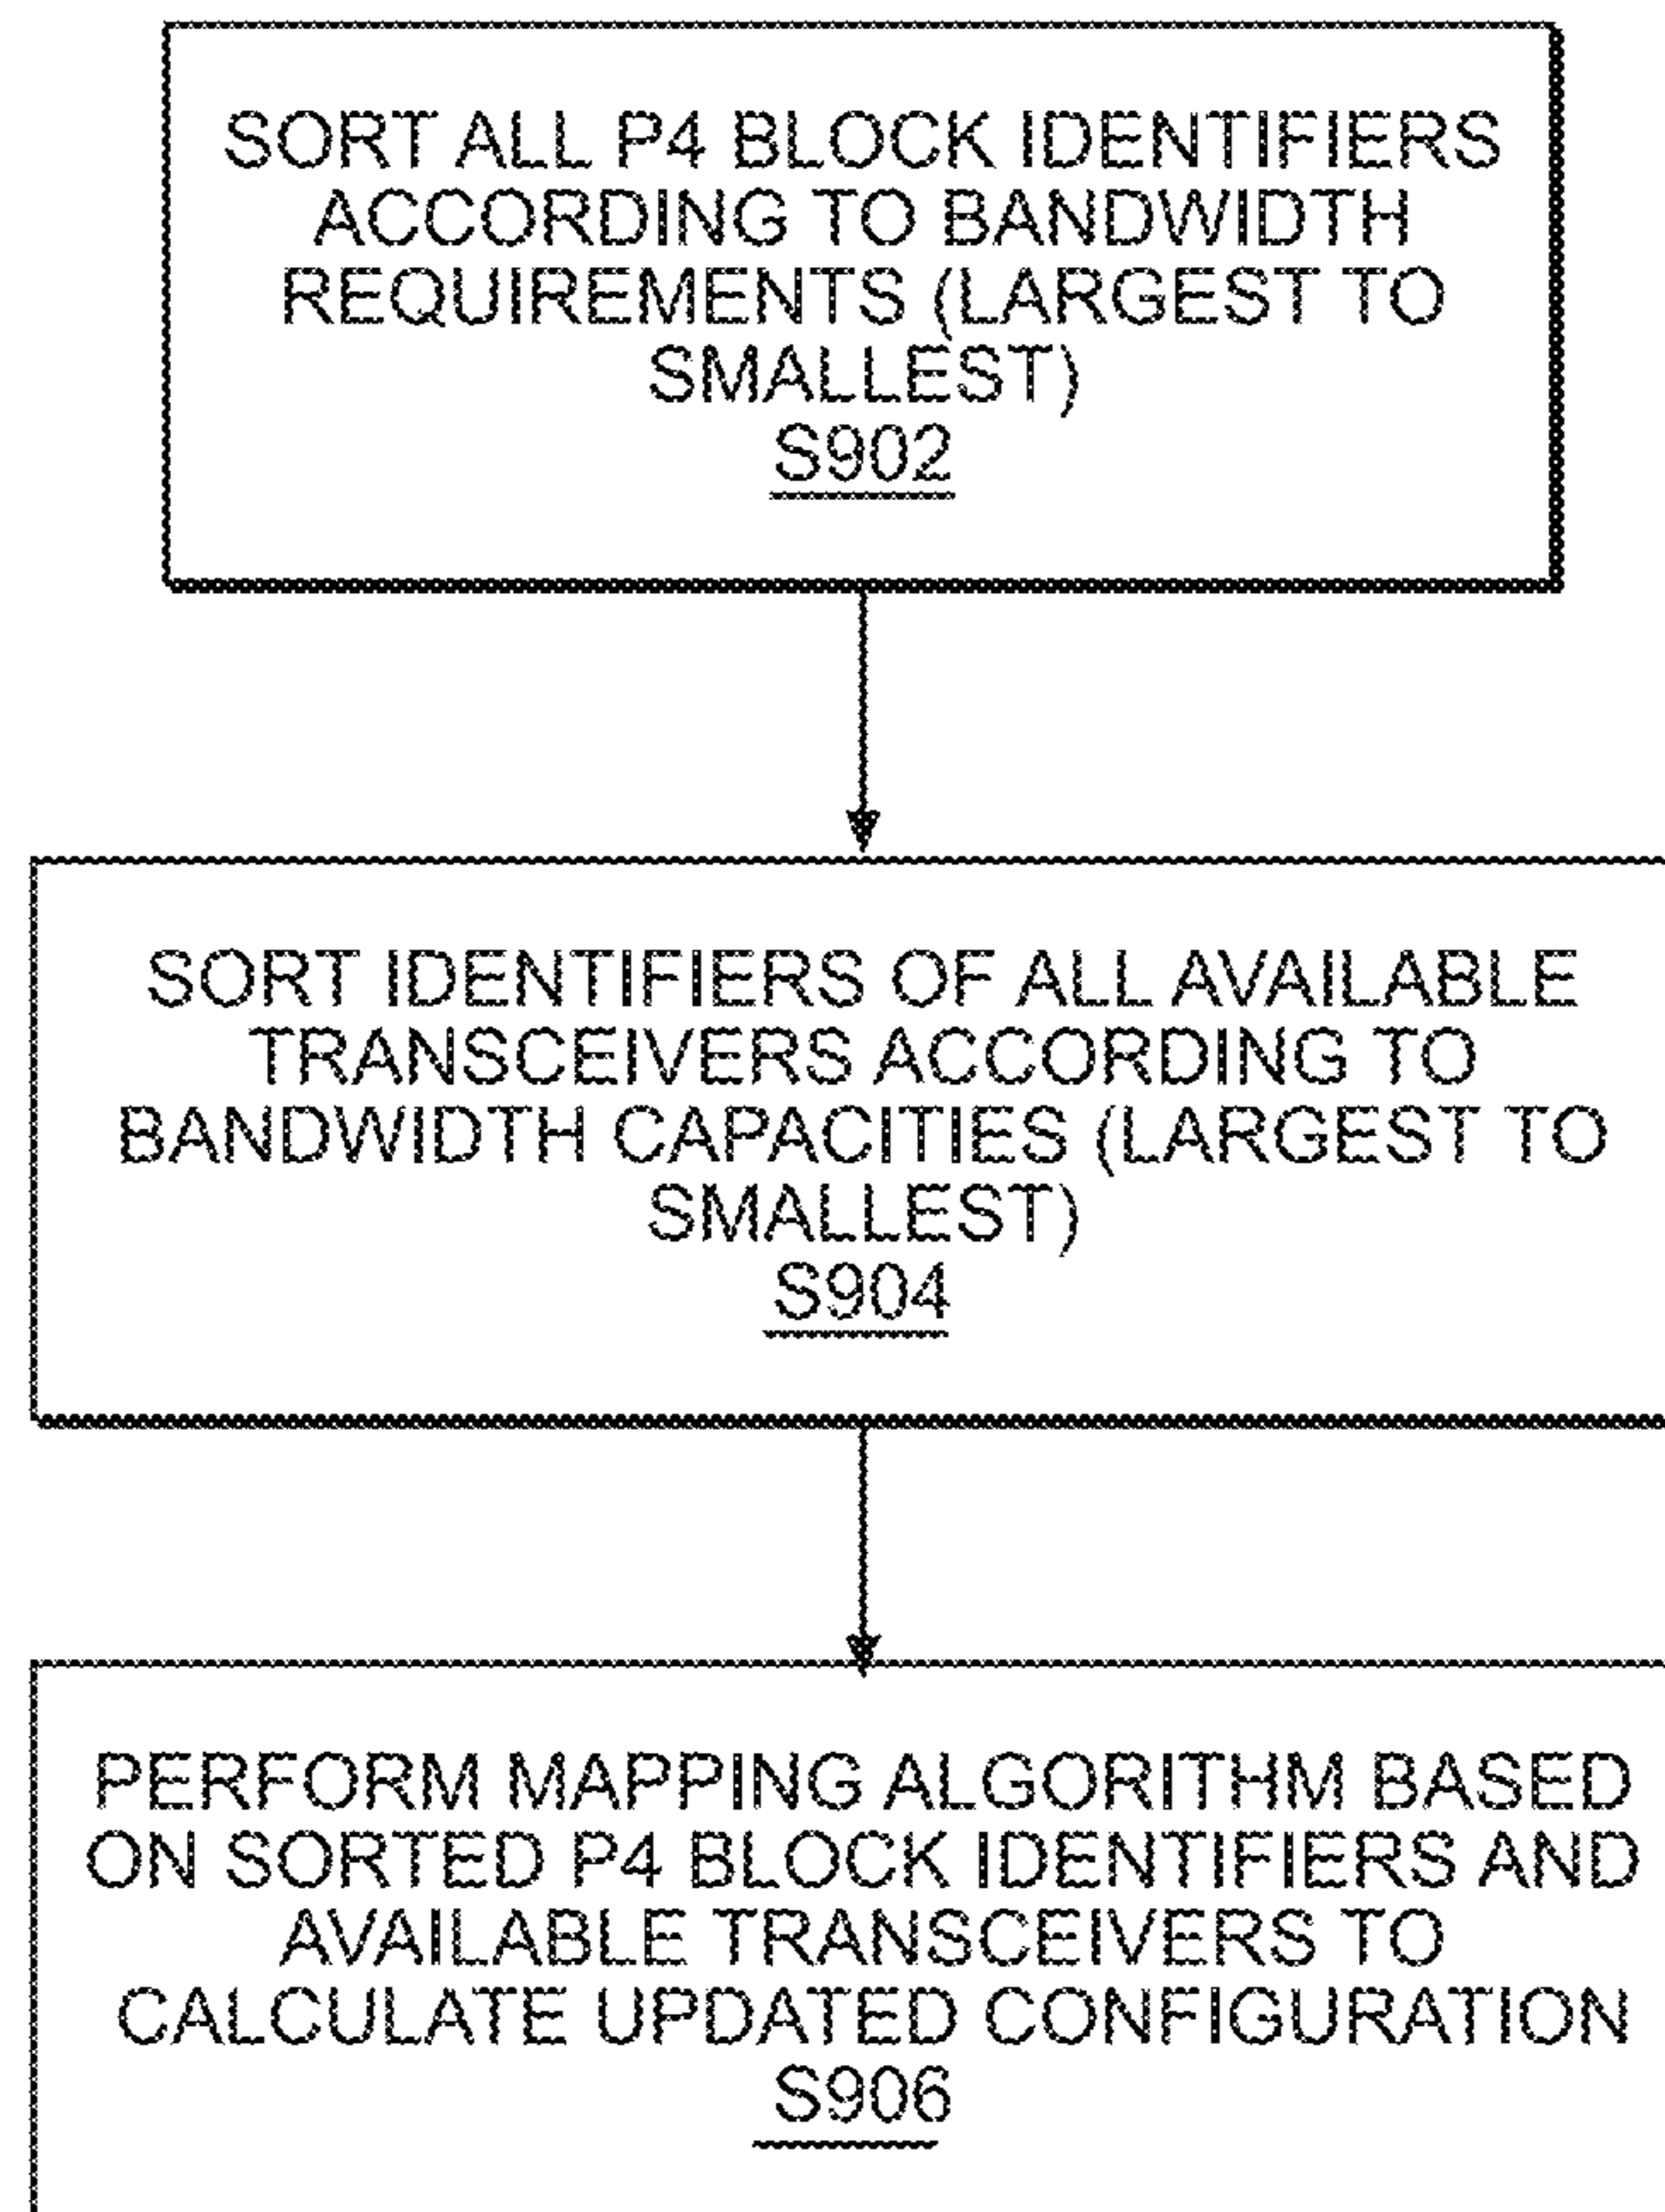 SORT ALL P4 BLOCK IDENTIFIERS
ACCORDING TO BANDWIDTH
REQUIREMENTS (LARGEST TO
SMALLEST)
S902
SORT IDENTIFIERS OF ALL AVAILABLE
TRANSCEIVERS ACCORDING TO
BANDWIDTH CAPACITIES (LARGEST TO
SMALLEST)
S904
PERFORM MAPPING ALGORITHM BASED
ON SORTED P4 BLOCK IDENTIFIERS AND
AVAILABLE TRANSCEIVERS TO
CALCULATE UPDATED CONFIGURATION
S906